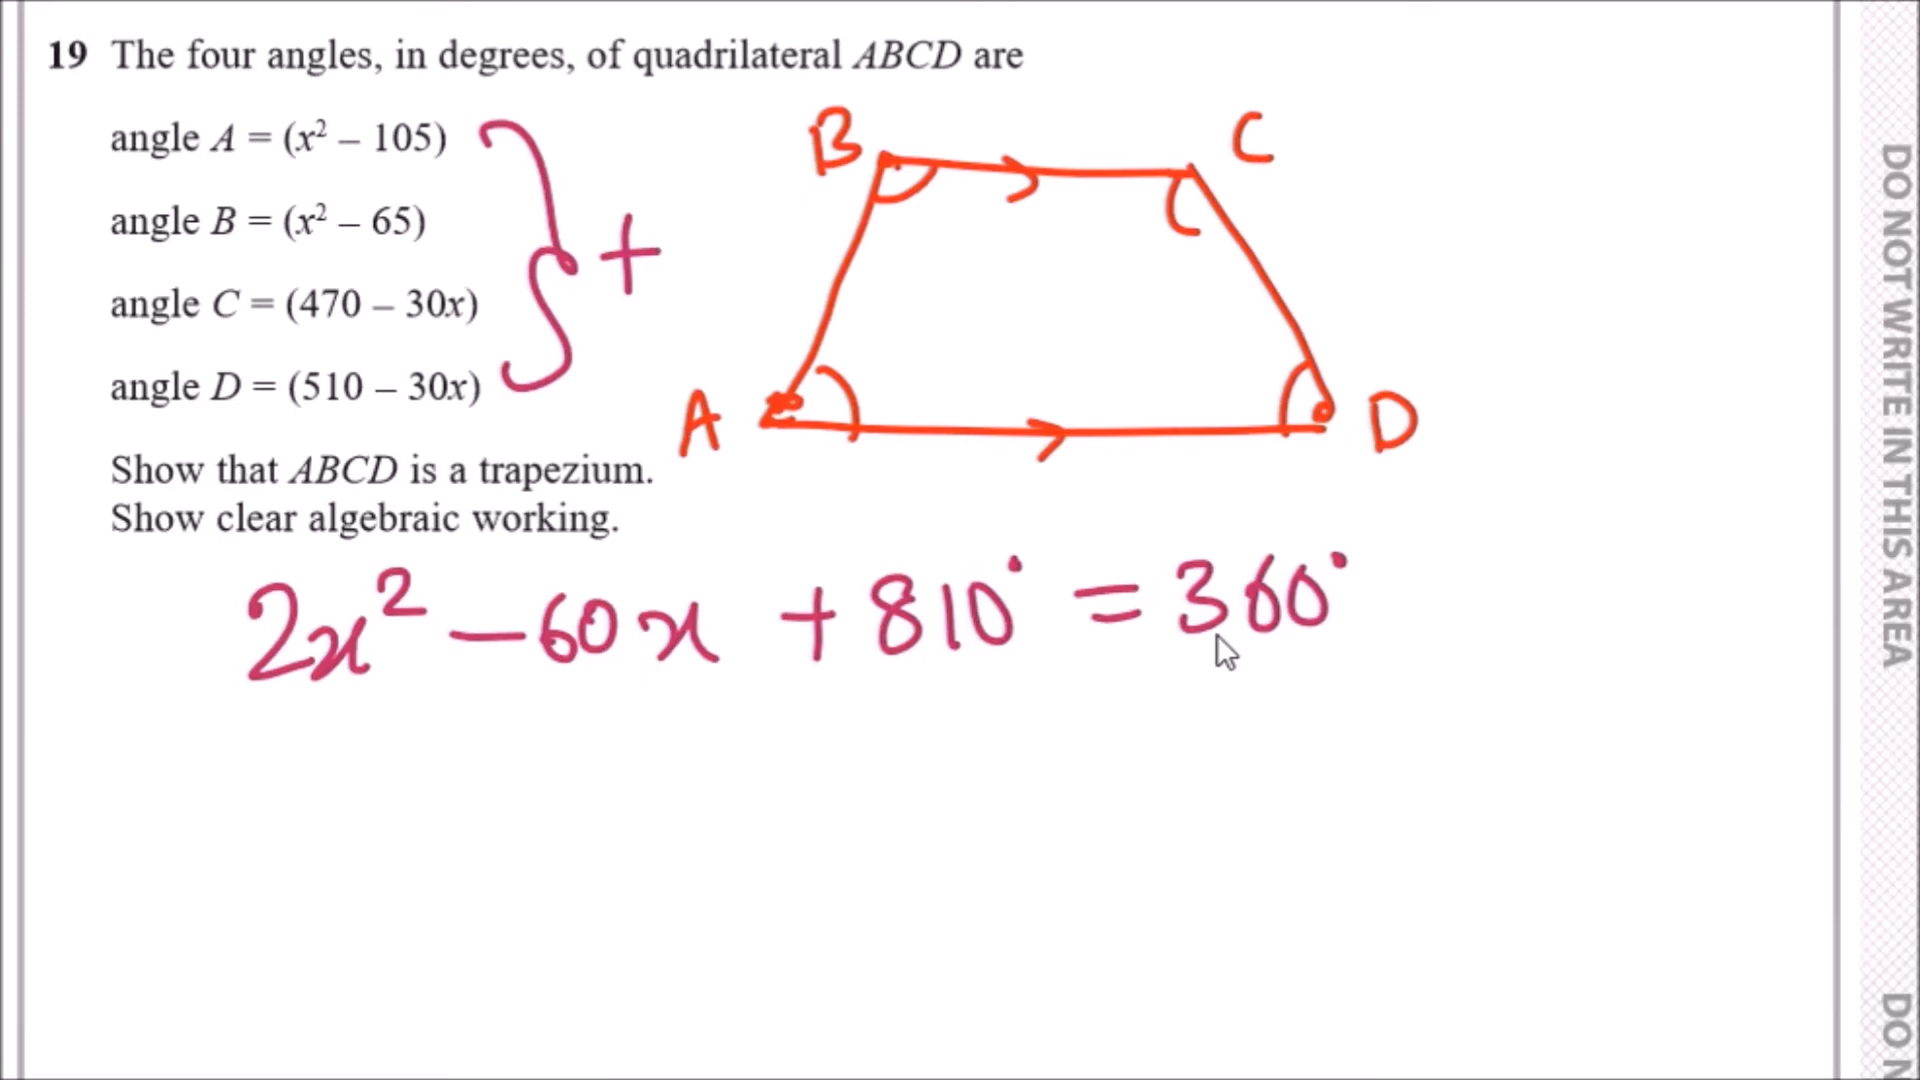 19 The four angles, in degrees, of quadrilateral ABCD are
angle A = (x² – 105)
angle B = (x² – 65)
angle C = (470 – 30x)
angle D = (510 – 30x)
+
B
C
A
D
Show that ABCD is a trapezium.
Show clear algebraic working.
2x² – 60x + 810° = 360°
DO NOT WRITE IN THIS AREA
DO N